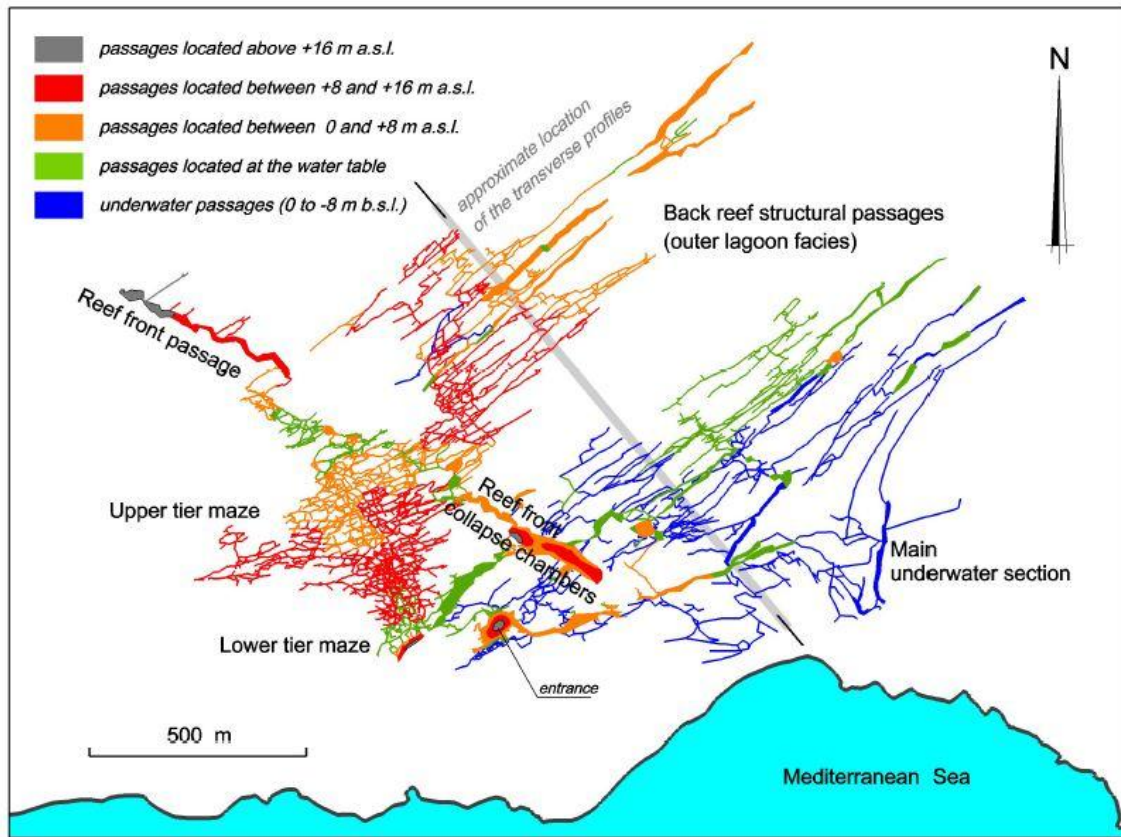 passages located above +16 m a.s.l.
passages located between +8 and +16 m a.s.l.
passages located between 0 and +8 m a.s.l.
passages located at the water table
underwater passages (0 to -8 m b.s.l.)
approximate location
of the transverse profiles
N
Back reef structural passages
(outer lagoon facies)
Reef front passage
Upper tier maze
Reef front
collapse chambers
Main
underwater section
Lower tier maze
entrance
500 m
Mediterranean Sea